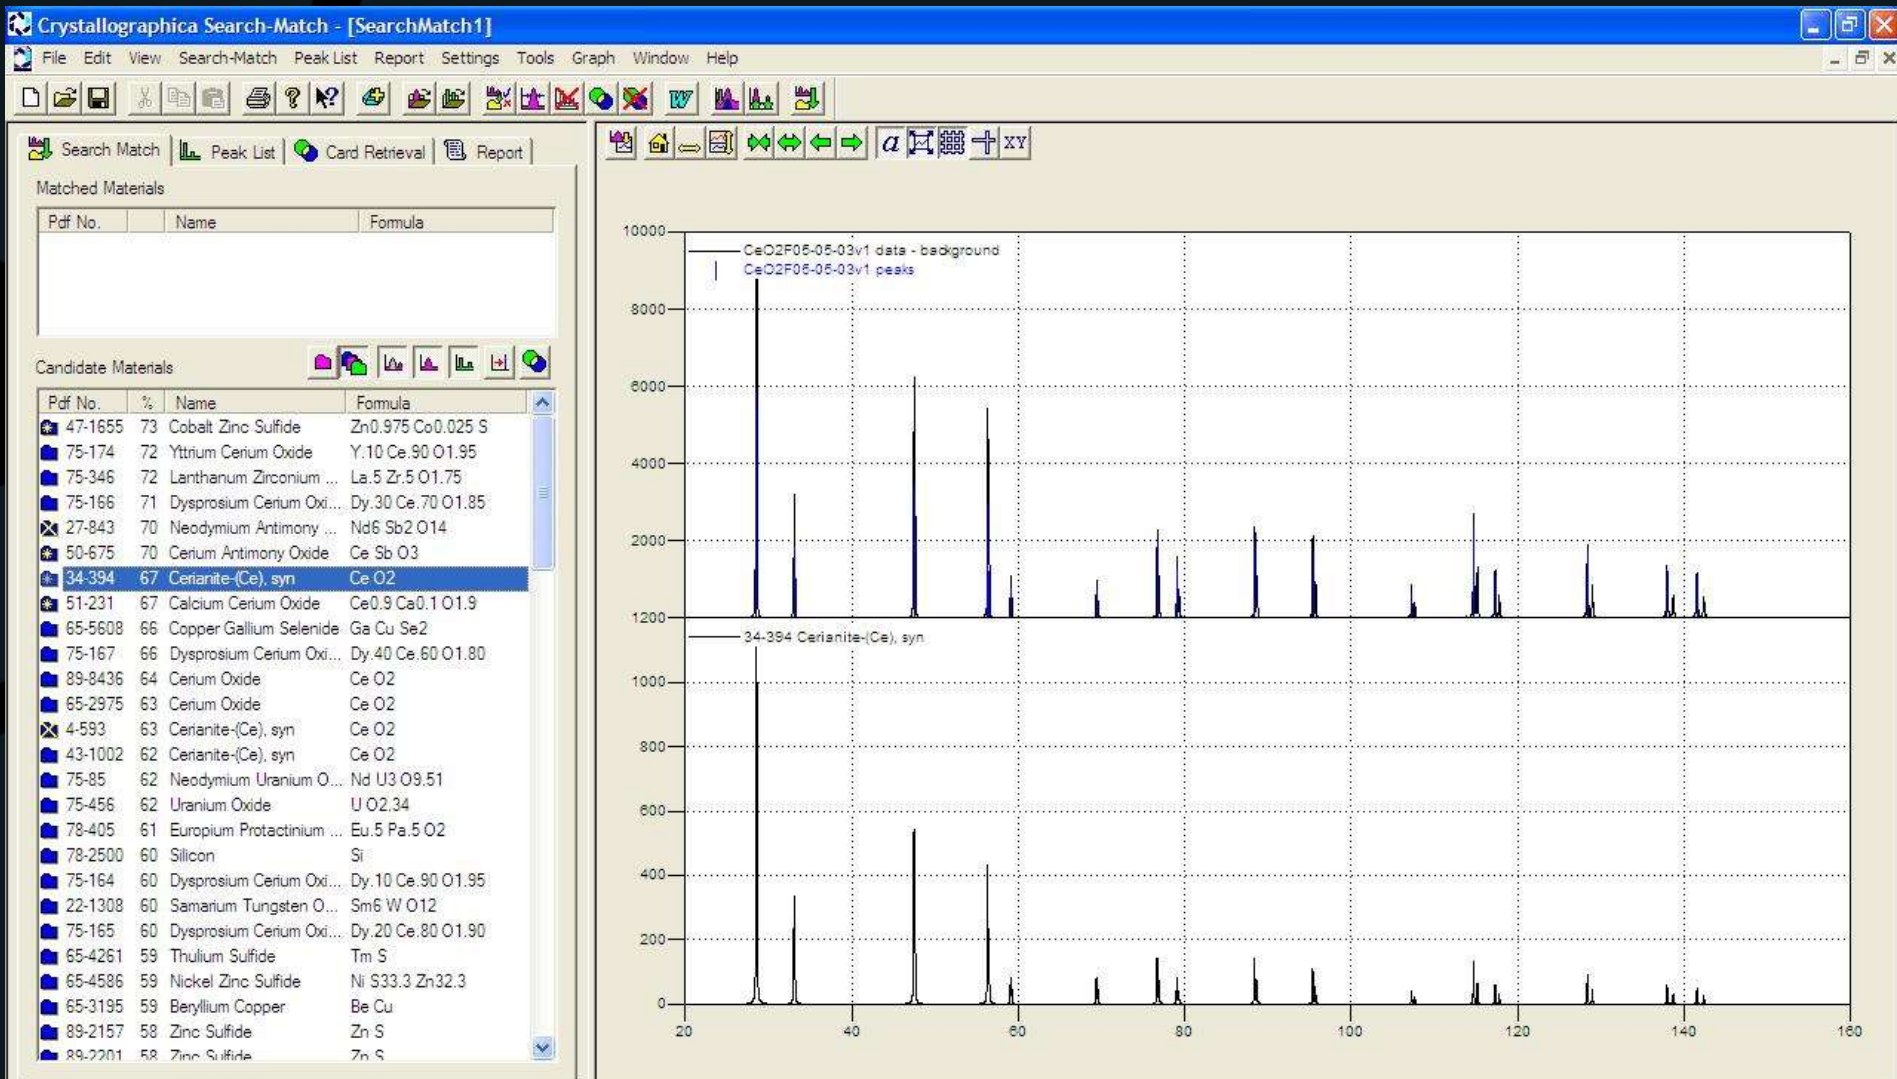 Crystallographica Search-Match - [SearchMatch1]
File Edit View Search-Match Peak List Report Settings Tools Graph Window Help
Search Match Peak List Card Retrieval Report
a XY
Matched Materials
Pdf No. Name Formula
Candidate Materials
Pdf No. % Name Formula
47-1655 73 Cobalt Zinc Sulfide Zn0.975 Co0.025 S
75-174 72 Yttrium Cerium Oxide Y.10 Ce.90 O1.95
75-346 72 Lanthanum Zirconium ... La.5 Zr.5 O1.75
75-166 71 Dysprosium Cerium Oxi... Dy.30 Ce.70 O1.85
27-843 70 Neodymium Antimony ... Nd6 Sb2 O14
50-675 70 Cerium Antimony Oxide Ce Sb O3
34-394 67 Cerianite-(Ce), syn Ce O2
51-231 67 Calcium Cerium Oxide Ce0.9 Ca0.1 O1.9
65-5608 66 Copper Gallium Selenide Ga Cu Se2
75-167 66 Dysprosium Cerium Oxi... Dy.40 Ce.60 O1.80
89-8436 64 Cerium Oxide Ce O2
65-2975 63 Cerium Oxide Ce O2
4-593 63 Cerianite-(Ce), syn Ce O2
43-1002 62 Cerianite-(Ce), syn Ce O2
75-85 62 Neodymium Uranium O... Nd U3 O9.51
75-456 62 Uranium Oxide U O2.34
78-405 61 Europium Protactinium ... Eu.5 Pa.5 O2
78-2500 60 Silicon Si
75-164 60 Dysprosium Cerium Oxi... Dy.10 Ce.90 O1.95
22-1308 60 Samarium Tungsten O... Sm6 W O12
75-165 60 Dysprosium Cerium Oxi... Dy.20 Ce.80 O1.90
65-4261 59 Thulium Sulfide Tm S
65-4586 59 Nickel Zinc Sulfide Ni S33.3 Zn32.3
65-3195 59 Beryllium Copper Be Cu
89-2157 58 Zinc Sulfide Zn S
89-2201 58 Zinc Sulfide Zn S
10000
CeO2F05-05-03v1 data - background
CeO2F05-05-03v1 peaks
8000
6000
4000
2000
1200
34-394 Cerianite-(Ce), syn
1000
800
600
400
200
0
20 40 60 80 100 120 140 160